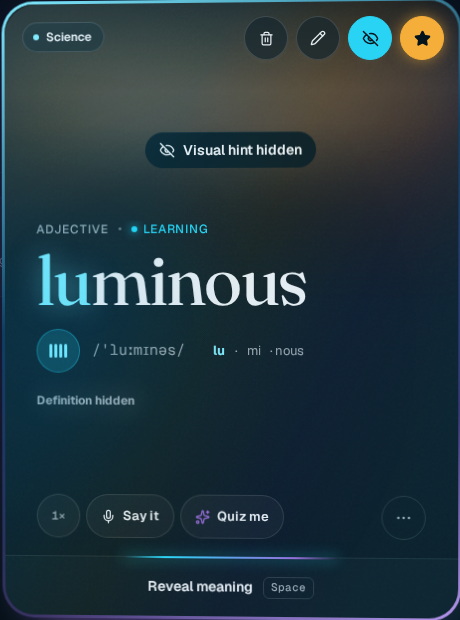 Science
Visual hint hidden
ADJECTIVE • LEARNING
luminous
/ˈluːmɪnəs/ lu · mi · nous
Definition hidden
1× Say it Quiz me ···
Reveal meaning Space